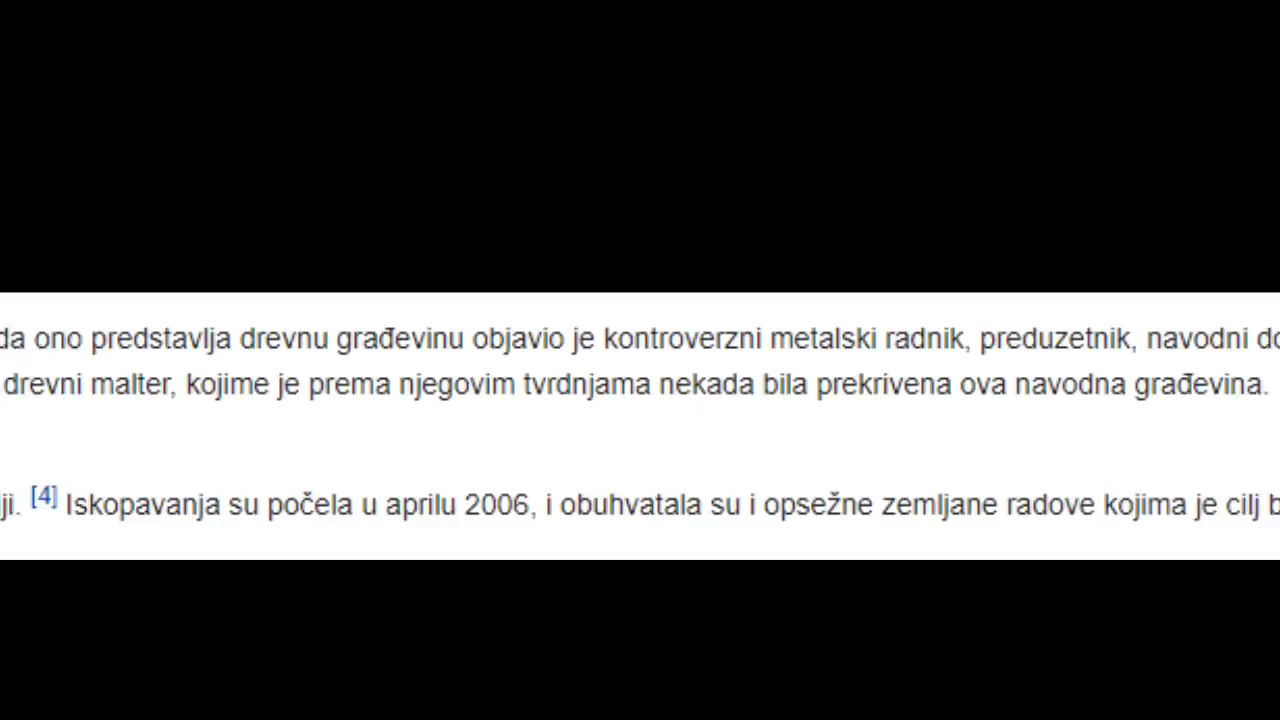 da ono predstavlja drevnu građevinu objavio je kontroverzni metalski radnik, preduzetnik, navodni
drevni malter, kojime je prema njegovim tvrdnjama nekada bila prekrivena ova navodna građevina.
[4] Iskopavanja su počela u aprilu 2006, i obuhvatala su i opsežne zemljane radove kojima je cilj